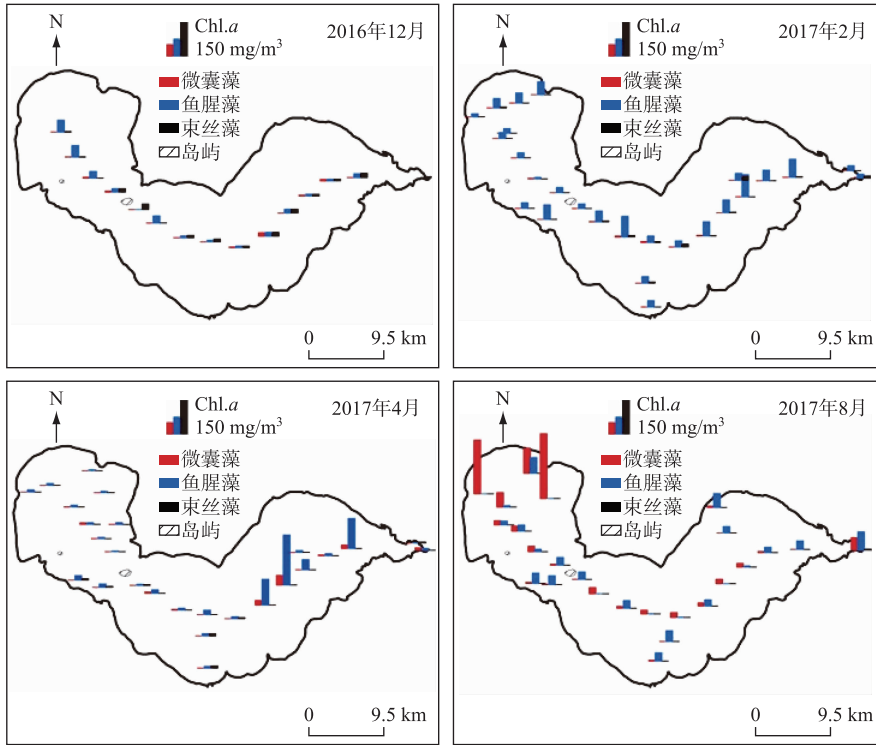 N
Chl.a
150 mg/m³
2016年12月
微囊藻
鱼腥藻
束丝藻
岛屿
0 9.5 km
N
Chl.a
150 mg/m³
2017年2月
微囊藻
鱼腥藻
束丝藻
岛屿
0 9.5 km
N
Chl.a
150 mg/m³
2017年4月
微囊藻
鱼腥藻
束丝藻
岛屿
0 9.5 km
N
Chl.a
150 mg/m³
2017年8月
微囊藻
鱼腥藻
束丝藻
岛屿
0 9.5 km